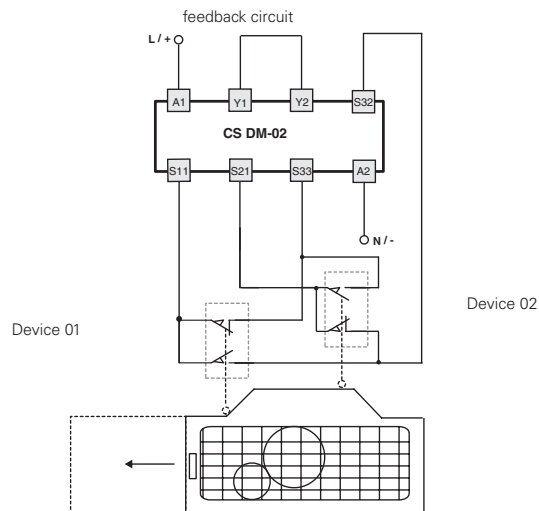 feedback circuit
L / +
A1 Y1 Y2 S32
CS DM-02
S11 S21 S33 A2
N / -
Device 02
Device 01